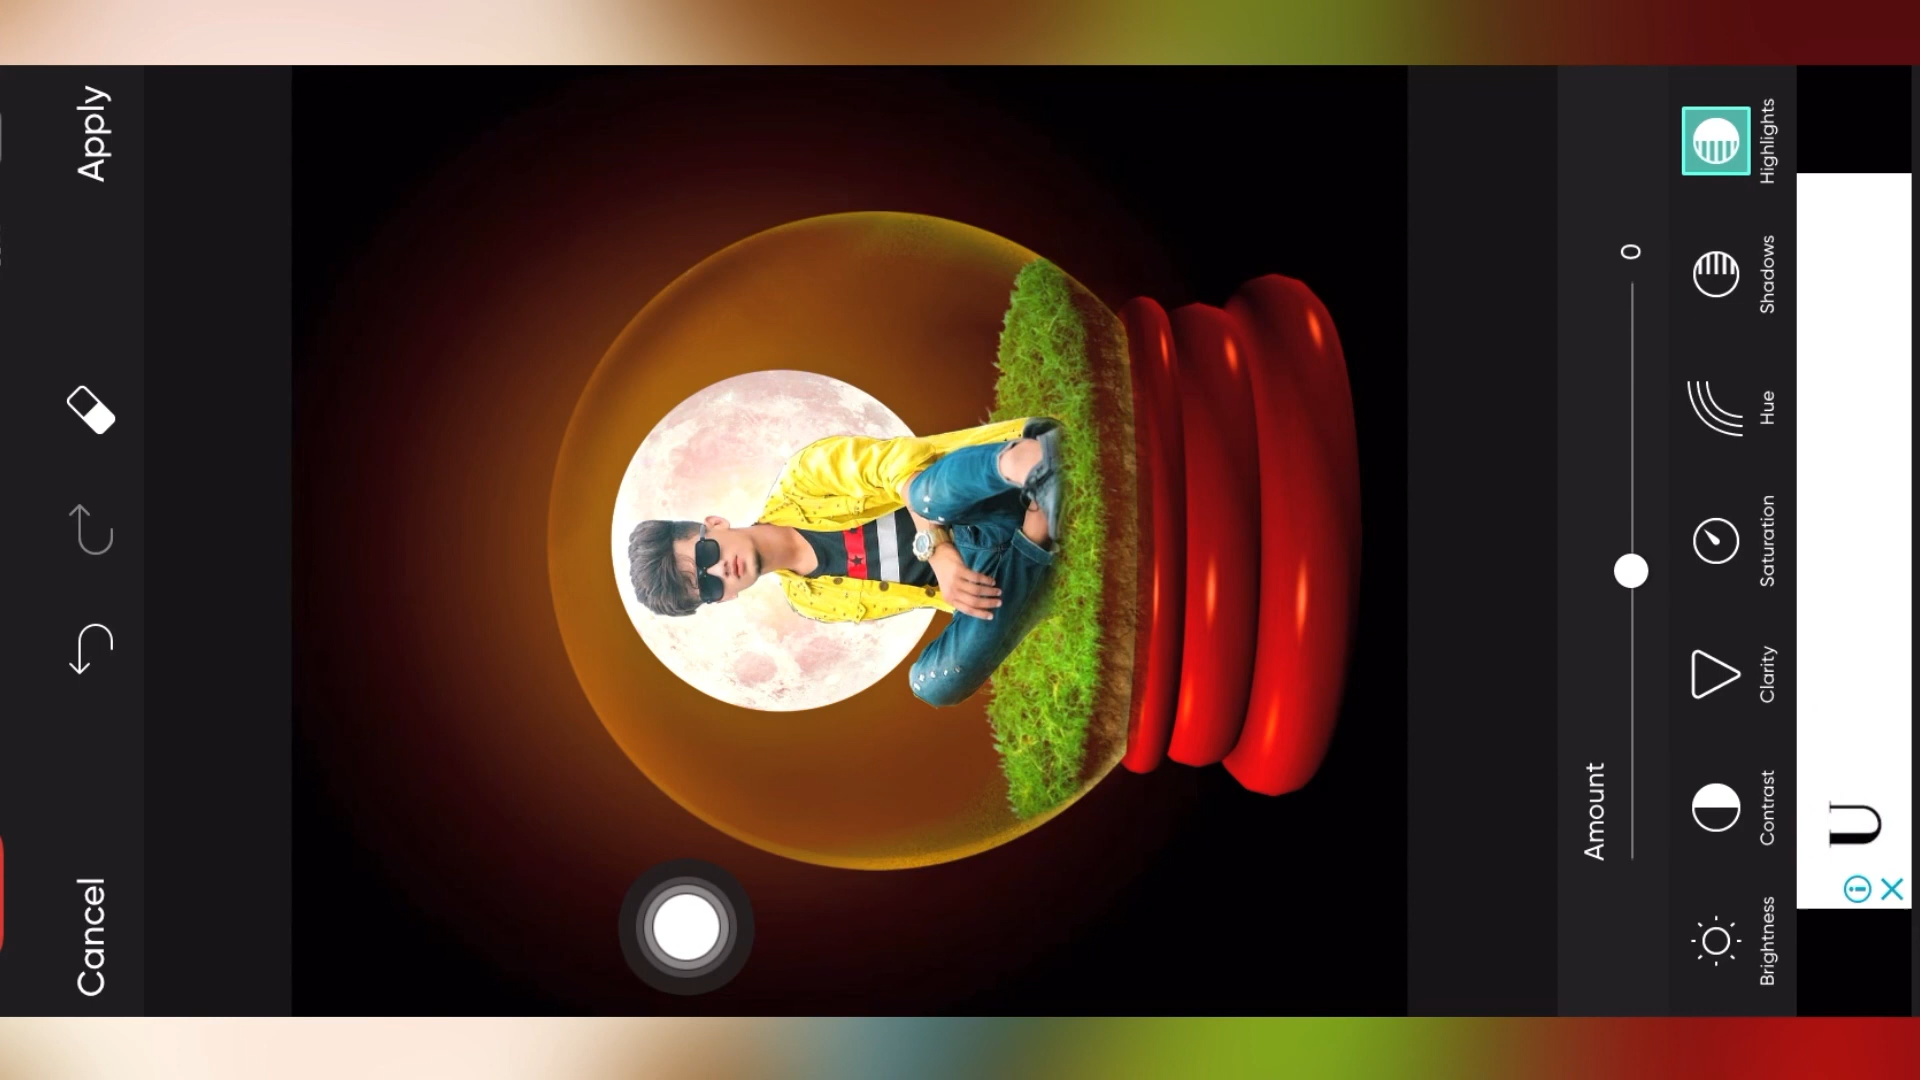 Cancel
Apply
Amount
0
Brightness
Contrast
Clarity
Saturation
Hue
Shadows
Highlights
U